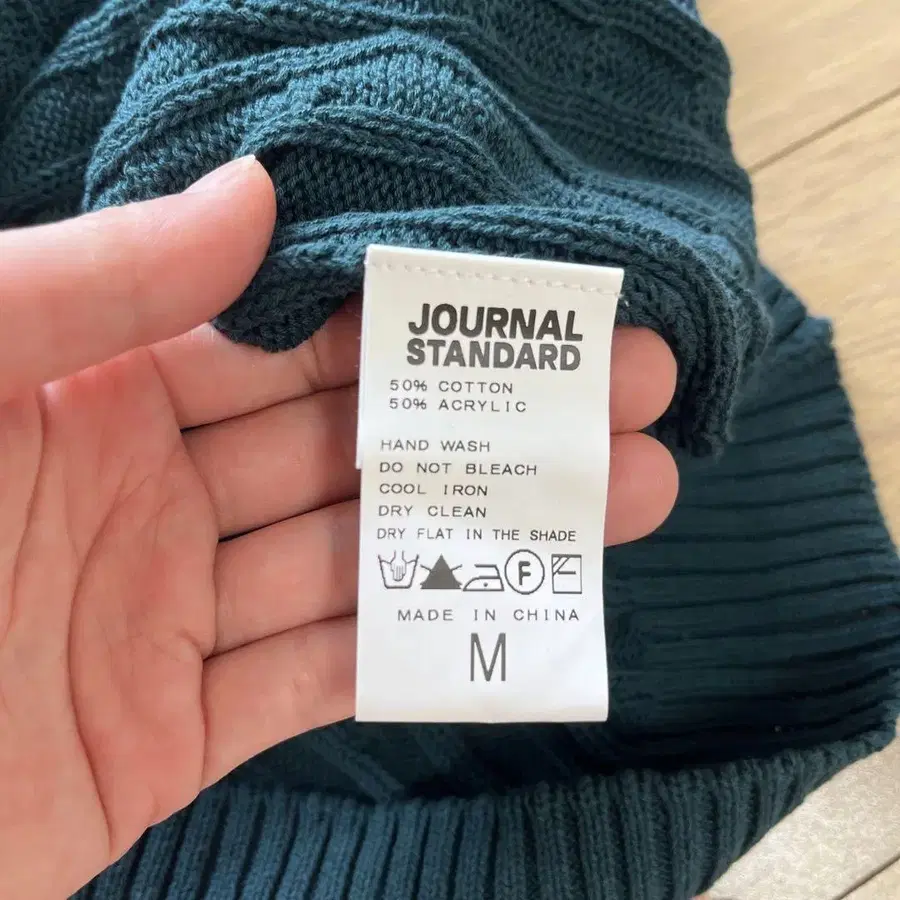 JOURNAL
STANDARD
50% COTTON
50% ACRYLIC
HAND WASH
DO NOT BLEACH
COOL IRON
DRY CLEAN
DRY FLAT IN THE SHADE
F
MADE IN CHINA
M